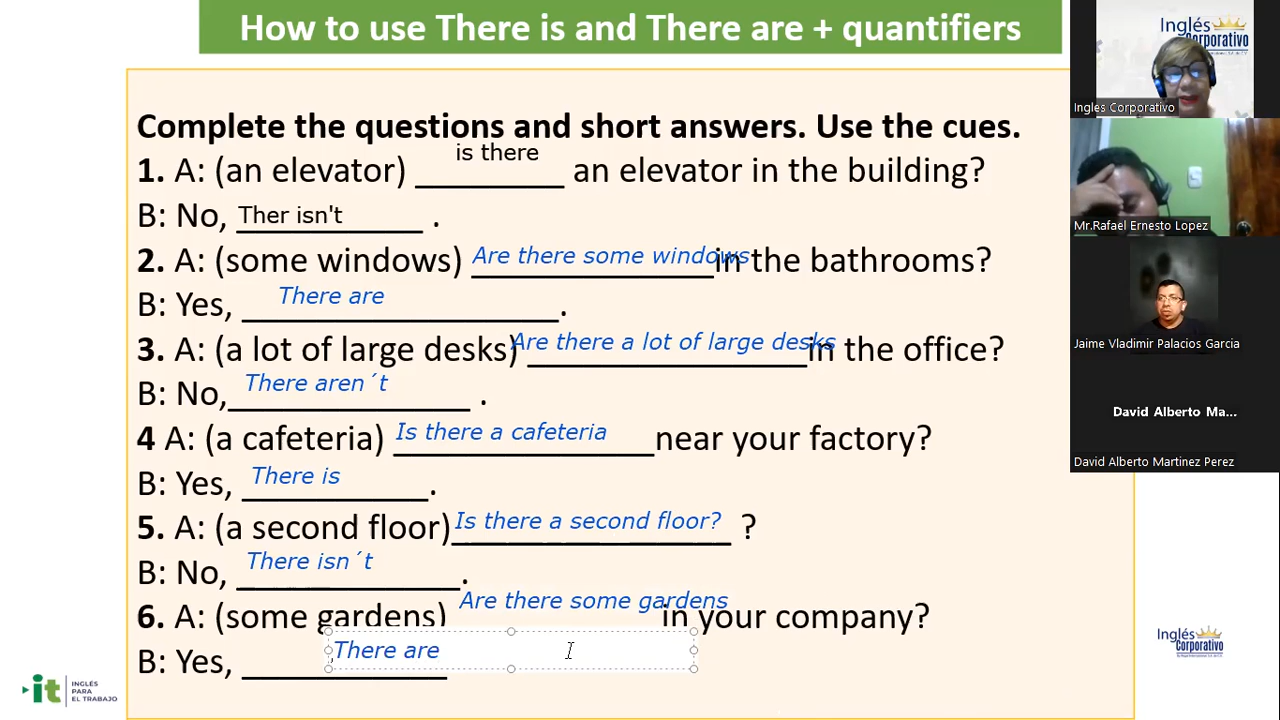 How to use There is and There are + quantifiers
Complete the questions and short answers. Use the cues.
1. A: (an elevator) is there an elevator in the building?
B: No, Ther isn't .
2. A: (some windows) Are there some windows in the bathrooms?
B: Yes, There are .
3. A: (a lot of large desks) Are there a lot of large desks in the office?
B: No, There aren´t .
4 A: (a cafeteria) Is there a cafeteria near your factory?
B: Yes, There is .
5. A: (a second floor) Is there a second floor? ?
B: No, There isn´t .
6. A: (some gardens) Are there some gardens in your company?
B: Yes, There are
Inglés
Corporativo
Ingles Corporativo
Mr.Rafael Ernesto Lopez
Jaime Vladimir Palacios Garcia
David Alberto Ma...
David Alberto Martinez Perez
it
INGLÉS
PARA
EL TRABAJO
Inglés
Corporativo